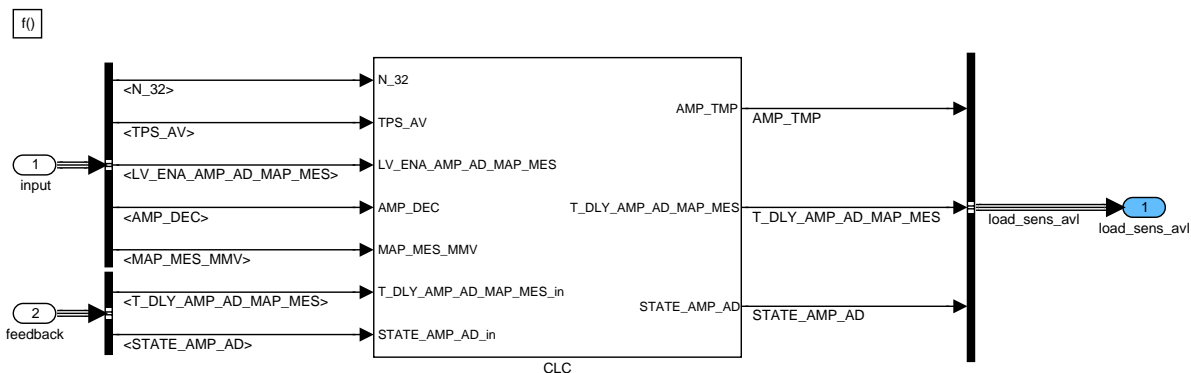 f()
N_32
<N_32>
AMP_TMP
AMP_TMP
TPS_AV
<TPS_AV>
1
input
LV_ENA_AMP_AD_MAP_MES
<LV_ENA_AMP_AD_MAP_MES>
AMP_DEC
<AMP_DEC>
T_DLY_AMP_AD_MAP_MES
T_DLY_AMP_AD_MAP_MES
load_sens_avl
1
load_sens_avl
MAP_MES_MMV
<MAP_MES_MMV>
T_DLY_AMP_AD_MAP_MES_in
<T_DLY_AMP_AD_MAP_MES>
STATE_AMP_AD
STATE_AMP_AD
2
feedback
STATE_AMP_AD_in
<STATE_AMP_AD>
CLC